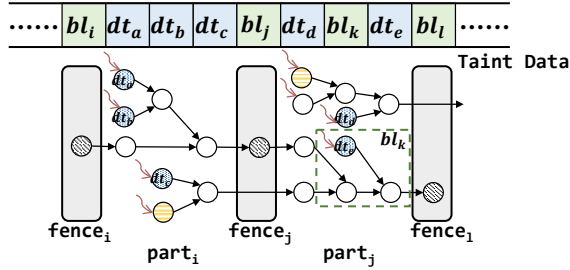 ...... bl_i dt_a dt_b dt_c bl_j dt_d bl_k dt_e bl_l ......
Taint Data
dt_a
dt_b
dt_d
dt_e bl_k
dt_c
fence_i fence_j fence_l
part_i part_j